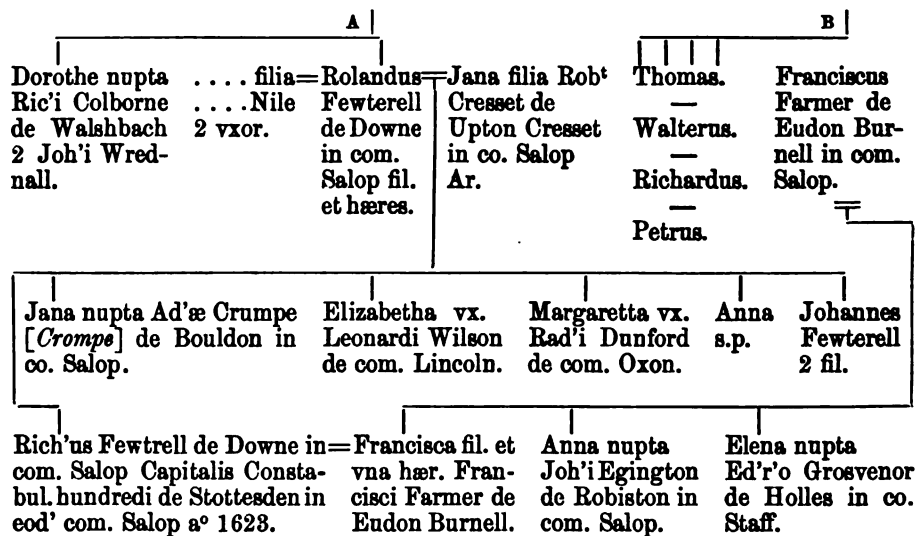 A
B
Dorothe nupta
Ric'i Colborne
de Walshbach
2 Joh'i Wred-
nall.
. . . . filia=
. . . . Nile
2 vxor.
Rolandus
Fewterell
de Downe
in com.
Salop fil.
et hæres.
Jana filia Robᵗ
Cresset de
Upton Cresset
in co. Salop
Ar.
Thomas.
—
Walterus.
—
Richardus.
—
Petrus.
Franciscus
Farmer de
Eudon Bur-
nell in com.
Salop.
Jana nupta Ad'æ Crumpe
[Crompe] de Bouldon in
co. Salop.
Elizabetha vx.
Leonardi Wilson
de com. Lincoln.
Margaretta vx.
Rad'i Dunford
de com. Oxon.
Anna
s.p.
Johannes
Fewterell
2 fil.
Rich'us Fewtrell de Downe in=
com. Salop Capitalis Consta-
bul. hundredi de Stottesden in
eod' com. Salop aº 1623.
Francisca fil. et
vna hær. Fran-
cisci Farmer de
Eudon Burnell.
Anna nupta
Joh'i Egington
de Robiston in
com. Salop.
Elena nupta
Ed'r'o Grosvenor
de Holles in co.
Staff.